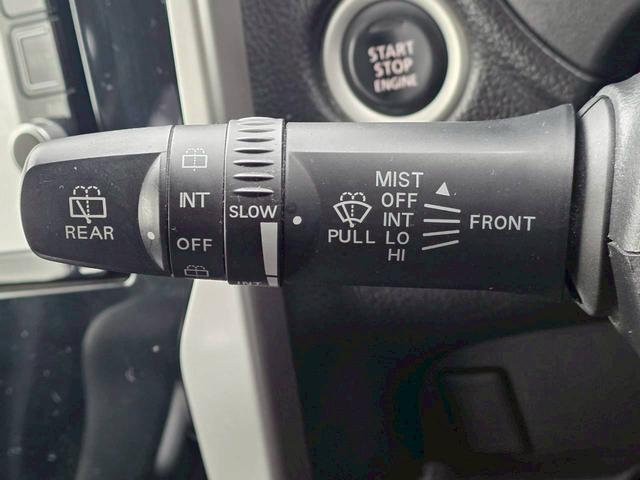 START
STOP
ENGINE
REAR
INT
OFF
SLOW
PULL
MIST
OFF
INT
LO
HI
FRONT